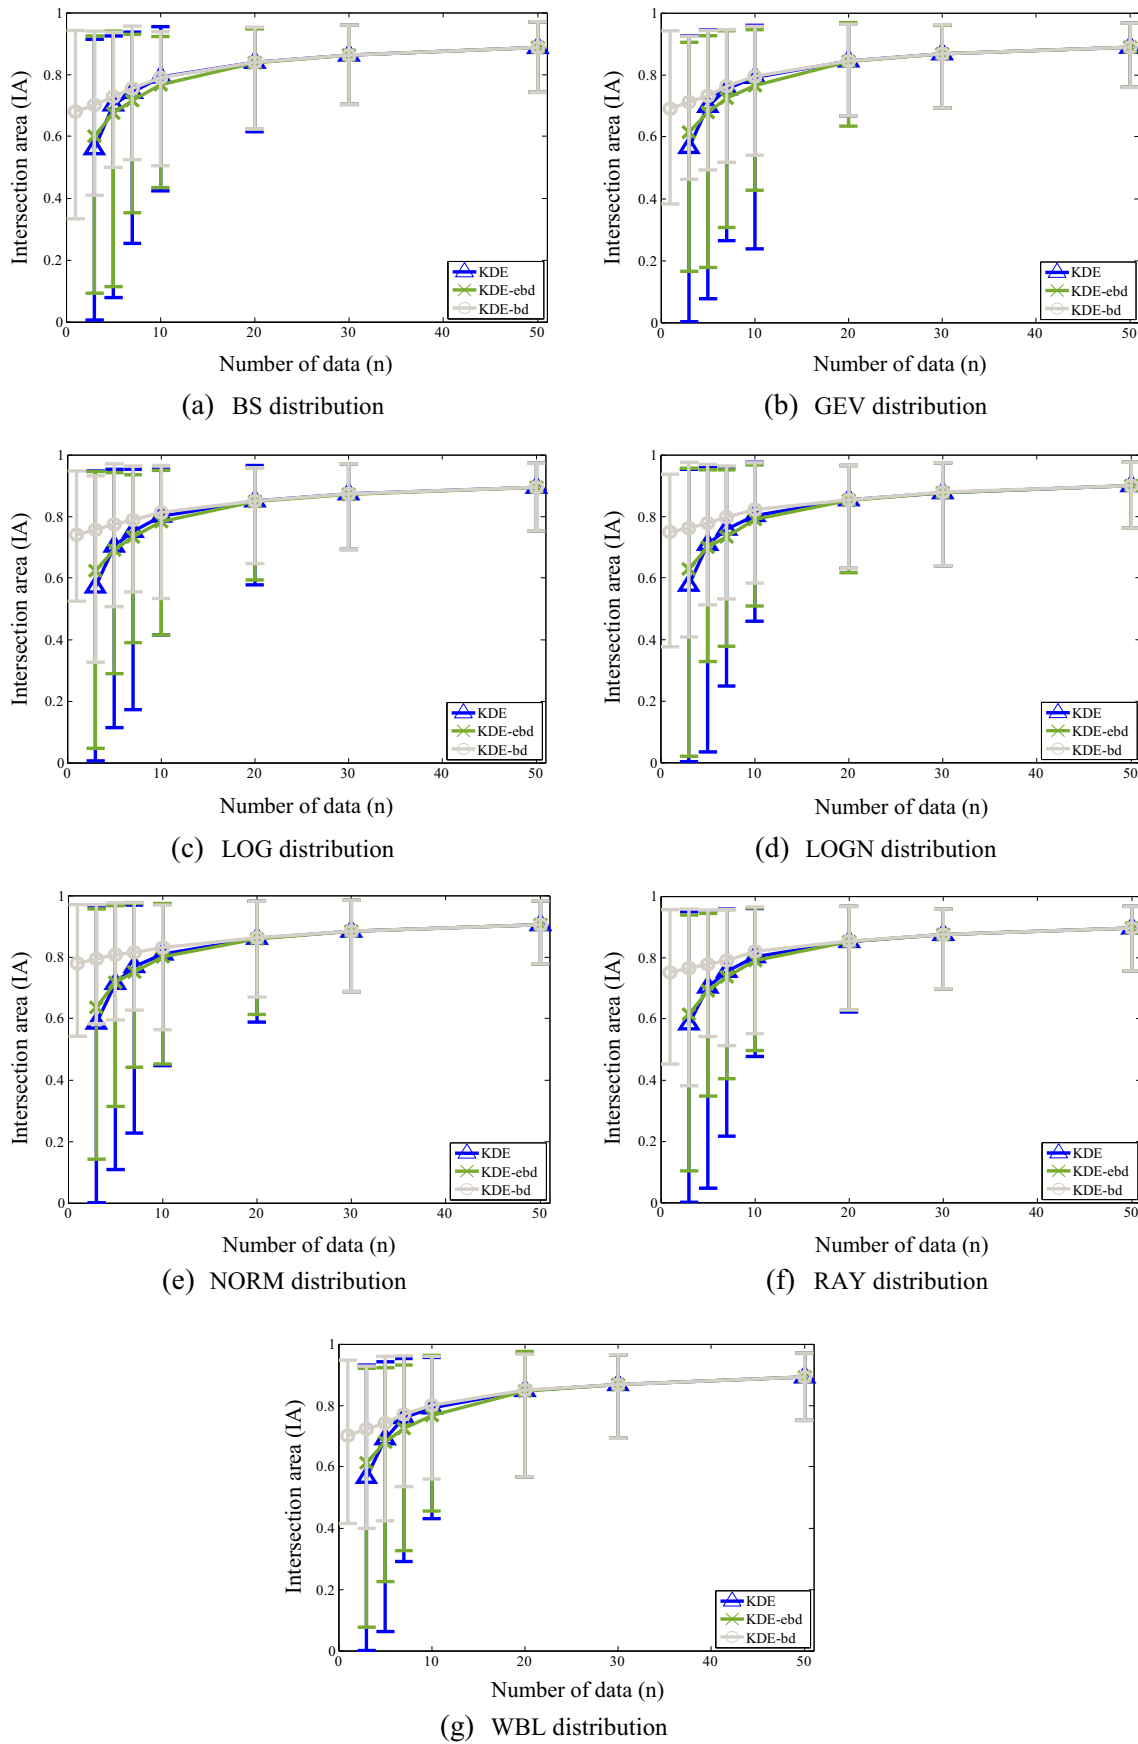 1
0.8
0.6
0.4
0.2
0
0 10 20 30 40 50
Intersection area (IA)
Number of data (n)
KDE
KDE-ebd
KDE-bd
(a) BS distribution
1
0.8
0.6
0.4
0.2
0
0 10 20 30 40 50
Intersection area (IA)
Number of data (n)
KDE
KDE-ebd
KDE-bd
(b) GEV distribution
1
0.8
0.6
0.4
0.2
0
0 10 20 30 40 50
Intersection area (IA)
Number of data (n)
KDE
KDE-ebd
KDE-bd
(c) LOG distribution
1
0.8
0.6
0.4
0.2
0
0 10 20 30 40 50
Intersection area (IA)
Number of data (n)
KDE
KDE-ebd
KDE-bd
(d) LOGN distribution
1
0.8
0.6
0.4
0.2
0
0 10 20 30 40 50
Intersection area (IA)
Number of data (n)
KDE
KDE-ebd
KDE-bd
(e) NORM distribution
1
0.8
0.6
0.4
0.2
0
0 10 20 30 40 50
Intersection area (IA)
Number of data (n)
KDE
KDE-ebd
KDE-bd
(f) RAY distribution
1
0.8
0.6
0.4
0.2
0
0 10 20 30 40 50
Intersection area (IA)
Number of data (n)
KDE
KDE-ebd
KDE-bd
(g) WBL distribution